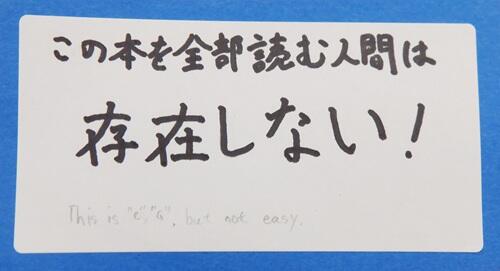 この本を全部読む人間は
存在しない!
This is "e","a", but not easy.